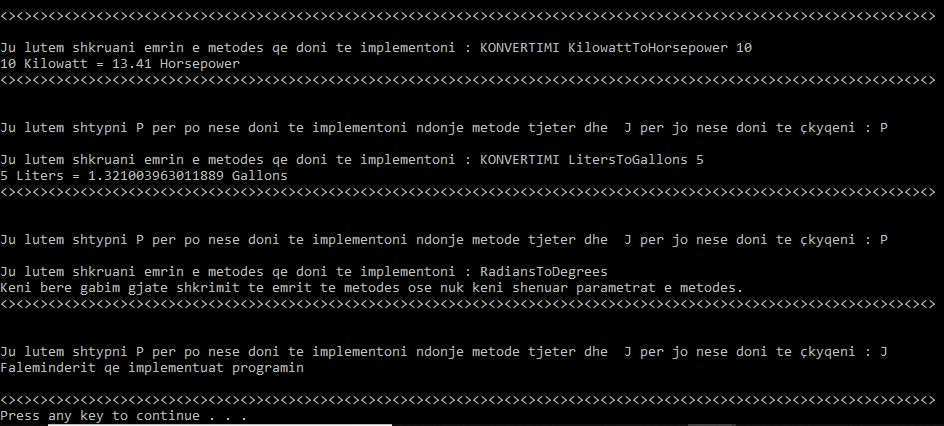 <><><><><><><><><><><><><><><>><><><><><><><><><><><><><><><><><><><><><><><><><><><><><><><><><><><><><><><><><><><>
Ju lutem shkruani emrin e metodes qe doni te implementoni : KONVERTIMI KilowattToHorsepower 10
10 Kilowatt = 13.41 Horsepower
<><><><><><><><><><><><><><><>><><><><><><><><><><><><><><><><><><><><><><><><><><><><><><><><><><><><><><><><><><><>
Ju lutem shtypni P per po nese doni te implementoni ndonje metode tjeter dhe  J per jo nese doni te çkyqeni : P
Ju lutem shkruani emrin e metodes qe doni te implementoni : KONVERTIMI LitersToGallons 5
5 Liters = 1.321003963011889 Gallons
<><><><><><><><><><><><><><><>><><><><><><><><><><><><><><><><><><><><><><><><><><><><><><><><><><><><><><><><><><><>
Ju lutem shtypni P per po nese doni te implementoni ndonje metode tjeter dhe  J per jo nese doni te çkyqeni : P
Ju lutem shkruani emrin e metodes qe doni te implementoni : RadiansToDegrees
Keni bere gabim gjate shkrimit te emrit te metodes ose nuk keni shenuar parametrat e metodes.
<><><><><><><><><><><><><><><>><><><><><><><><><><><><><><><><><><><><><><><><><><><><><><><><><><><><><><><><><><><>
Ju lutem shtypni P per po nese doni te implementoni ndonje metode tjeter dhe  J per jo nese doni te çkyqeni : J
Faleminderit qe implementuat programin
<><><><><><><><><><><><><><><>><><><><><><><><><><><><><><><><><><><><><><><><><><><><><><><><><><><><><><><><><><><>
Press any key to continue . . .